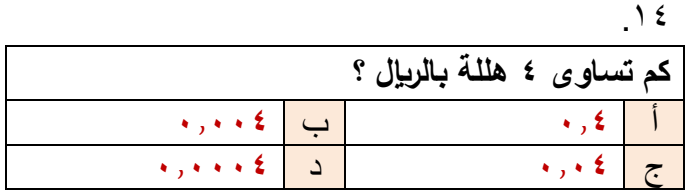 ١٤.
كم تساوى ٤ هللة بالريال ؟
أ ٠,٤ ب ٠,٠٠٤
ج ٠,٠٤ د ٠,٠٠٠٤